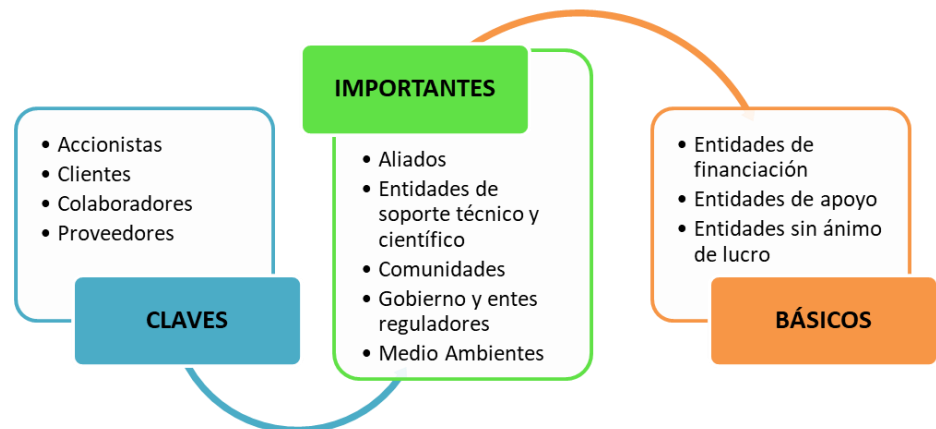 • Accionistas
• Clientes
• Colaboradores
• Proveedores
CLAVES
IMPORTANTES
• Aliados
• Entidades de
soporte técnico y
científico
• Comunidades
• Gobierno y entes
reguladores
• Medio Ambientes
• Entidades de
financiación
• Entidades de apoyo
• Entidades sin ánimo
de lucro
BÁSICOS